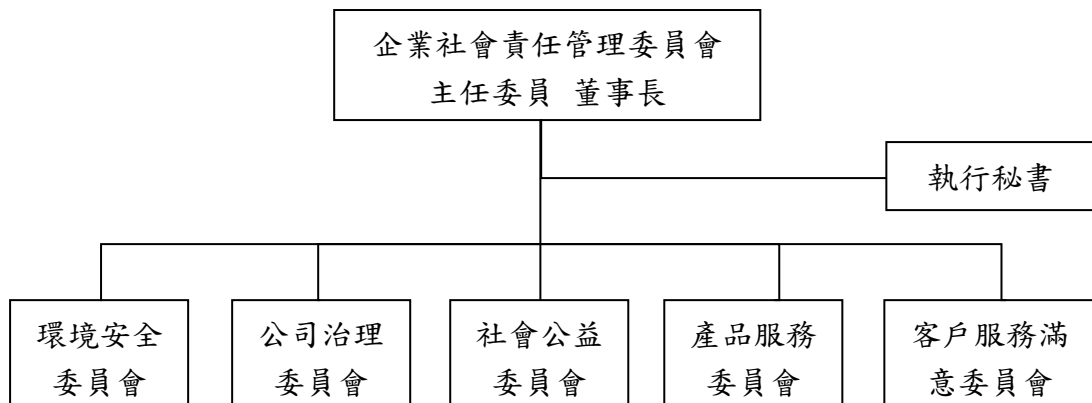 企業社會責任管理委員會
主任委員 董事長
執行秘書
環境安全
委員會
公司治理
委員會
社會公益
委員會
產品服務
委員會
客戶服務滿
意委員會